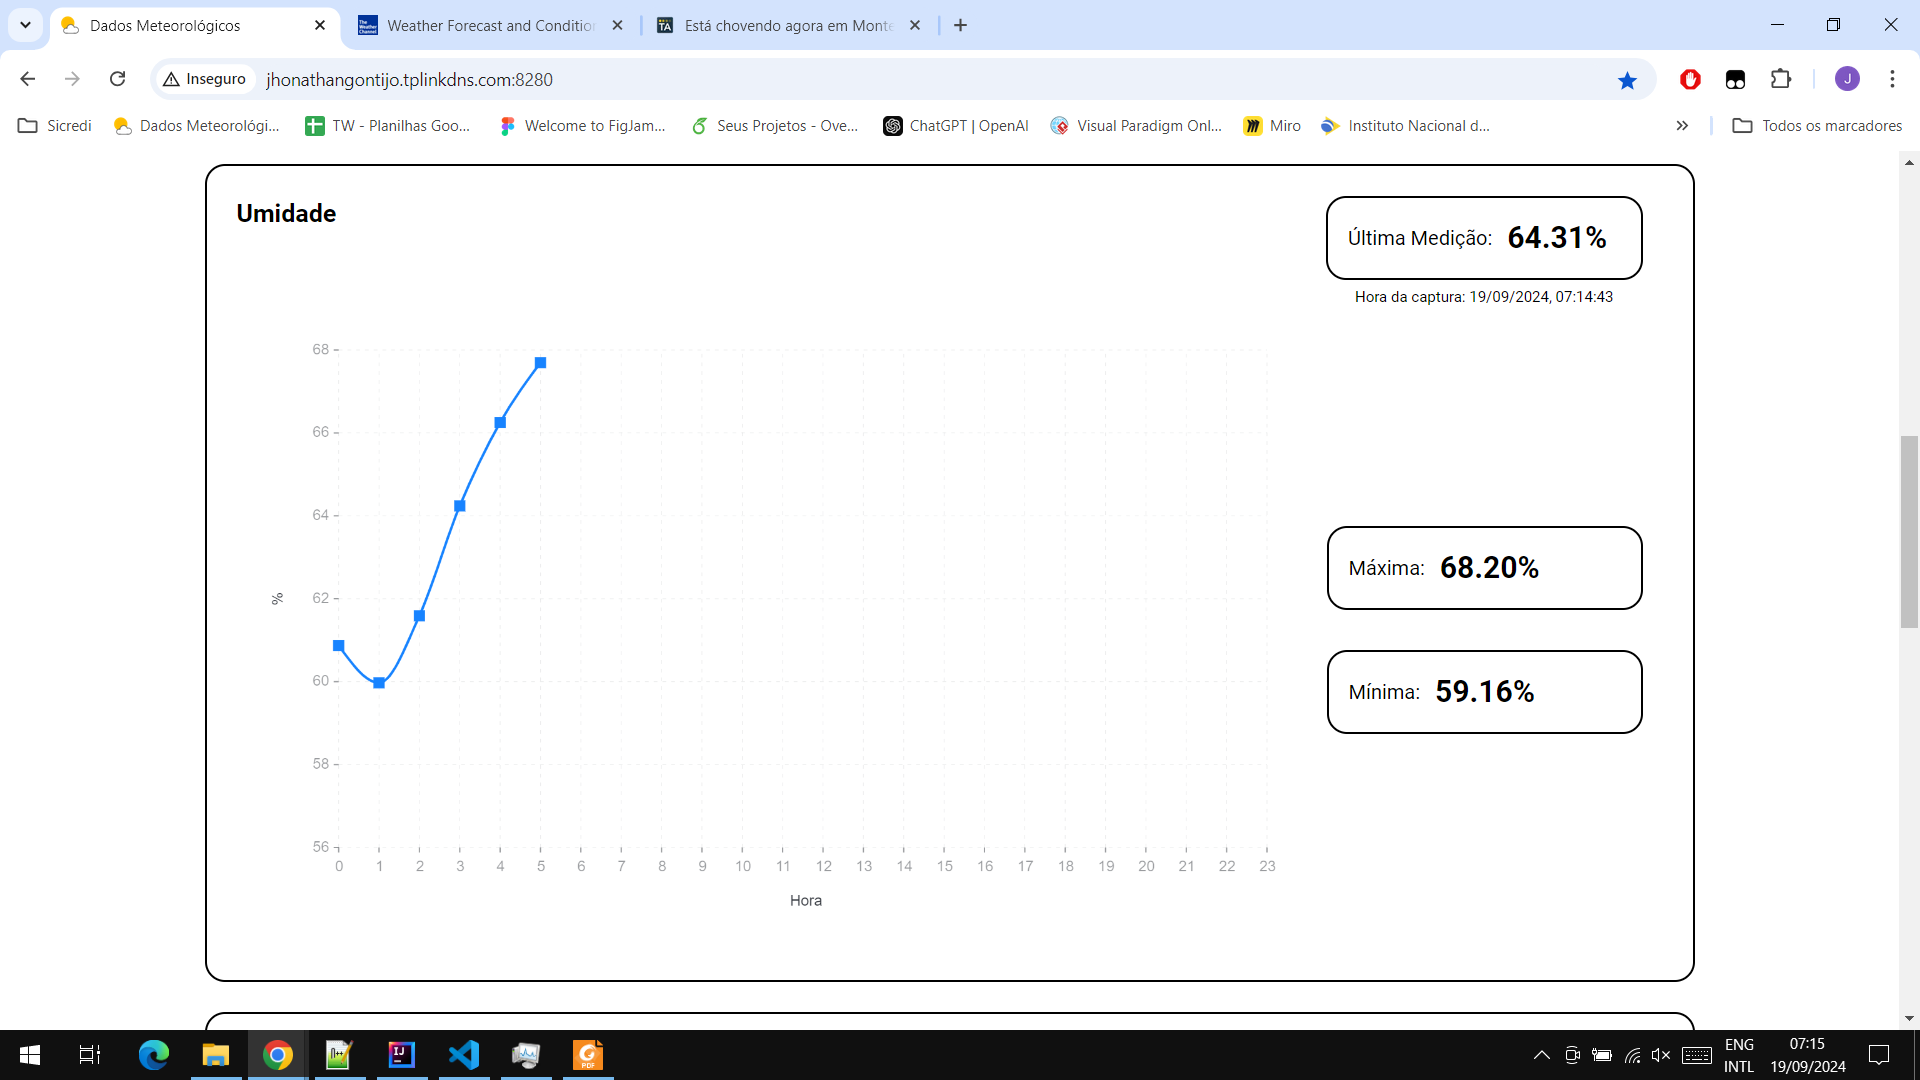 Dados Meteorológicos
Weather Forecast and Conditio
Está chovendo agora em Monte
Inseguro
jhonathangontijo.tplinkdns.com:8280
J
Sicredi
Dados Meteorológi...
TW - Planilhas Goo...
Welcome to FigJam...
Seus Projetos - Ove...
ChatGPT | OpenAI
Visual Paradigm Onl...
Miro
Instituto Nacional d...
Todos os marcadores
Umidade
Última Medição: 64.31%
Hora da captura: 19/09/2024, 07:14:43
68
66
64
62
60
58
56
%
0 1 2 3 4 5 6 7 8 9 10 11 12 13 14 15 16 17 18 19 20 21 22 23
Hora
Máxima: 68.20%
Mínima: 59.16%
ENG
INTL
07:15
19/09/2024